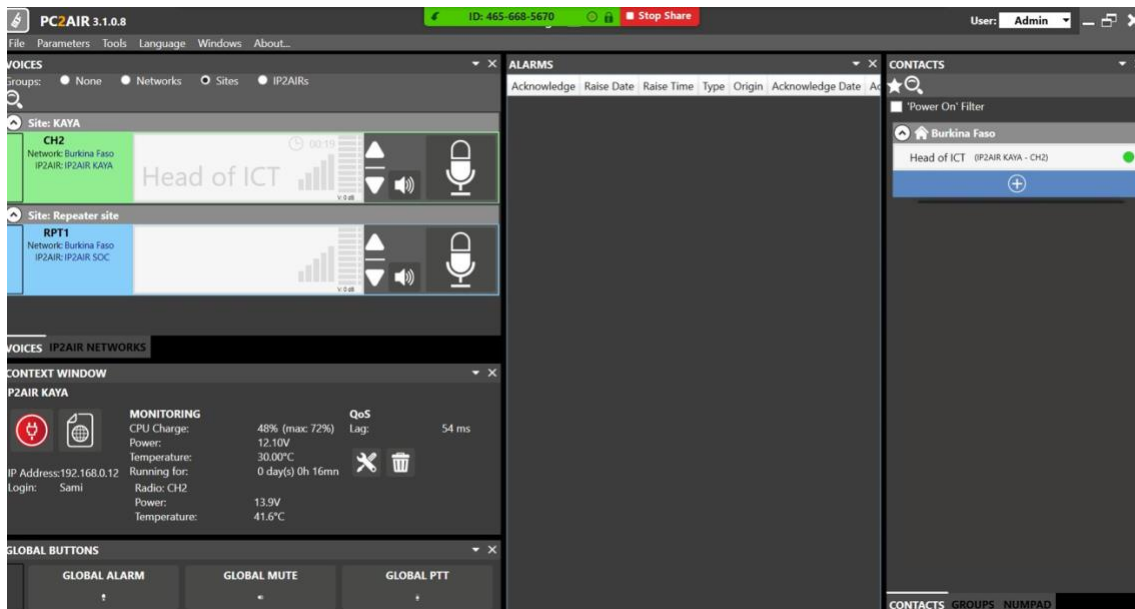 PC2AIR 3.1.0.8
ID: 465-668-5670
Stop Share
User: Admin
File Parameters Tools Language Windows About...
VOICES
Groups: None Networks Sites IP2AIRs
Site: KAYA
CH2
Network: Burkina Faso
IP2AIR: IP2AIR KAYA
00:19
Head of ICT
V: 0 dB
Site: Repeater site
RPT1
Network: Burkina Faso
IP2AIR: IP2AIR SOC
V: 0 dB
VOICES IP2AIR NETWORKS
CONTEXT WINDOW
IP2AIR KAYA
MONITORING
CPU Charge: 48% (max: 72%)
Power: 12.10V
Temperature: 30.00°C
Running for: 0 day(s) 0h 16mn
Radio: CH2
Power: 13.9V
Temperature: 41.6°C
QoS
Lag: 54 ms
IP Address:192.168.0.12
Login: Sami
GLOBAL BUTTONS
GLOBAL ALARM GLOBAL MUTE GLOBAL PTT
ALARMS
Acknowledge Raise Date Raise Time Type Origin Acknowledge Date Ac
CONTACTS
'Power On' Filter
Burkina Faso
Head of ICT (IP2AIR KAYA - CH2)
CONTACTS GROUPS NUMPAD